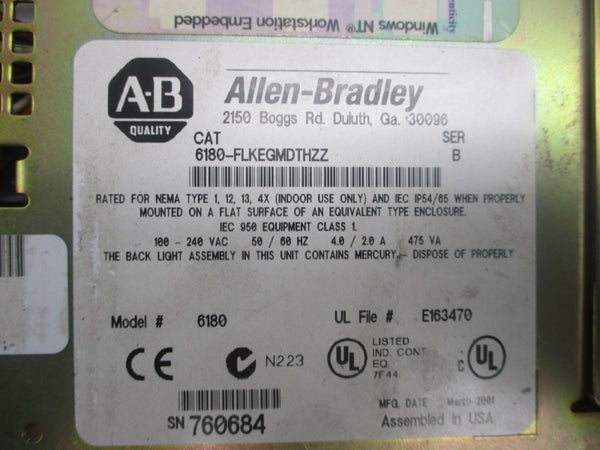 entivity
Windows NT® Workstation Embedded
A-B
QUALITY
Allen-Bradley
2150 Boggs Rd. Duluth, Ga. 30096
CAT SER
6180-FLKEGMDTHZZ B
RATED FOR NEMA TYPE 1, 12, 13, 4X (INDOOR USE ONLY) AND IEC IP54/65 WHEN PROPERLY
MOUNTED ON A FLAT SURFACE OF AN EQUIVALENT TYPE ENCLOSURE.
IEC 950 EQUIPMENT CLASS 1.
100 - 240 VAC 50 / 60 HZ 4.0 / 2.0 A 475 VA
THE BACK LIGHT ASSEMBLY IN THIS UNIT CONTAINS MERCURY - DISPOSE OF PROPERLY
Model # 6180 UL File # E163470
CE N223 UL LISTED
IND. CONT.
EQ
7F44
C UL
MFG. DATE March-2001
SN 760684 Assembled in USA